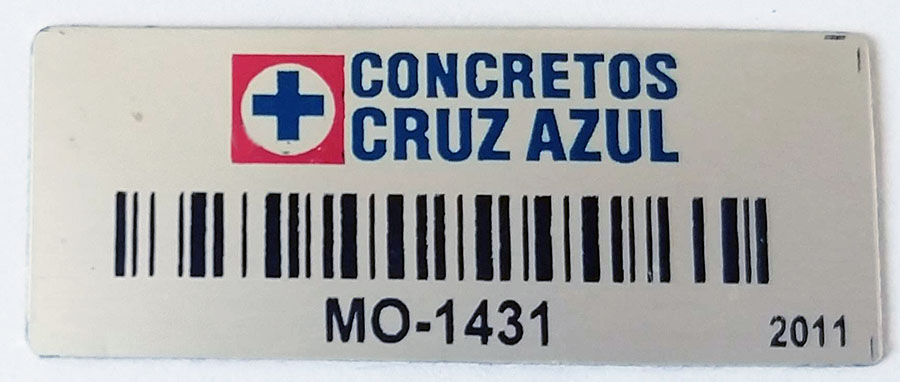 CONCRETOS
CRUZ AZUL
MO-1431
2011